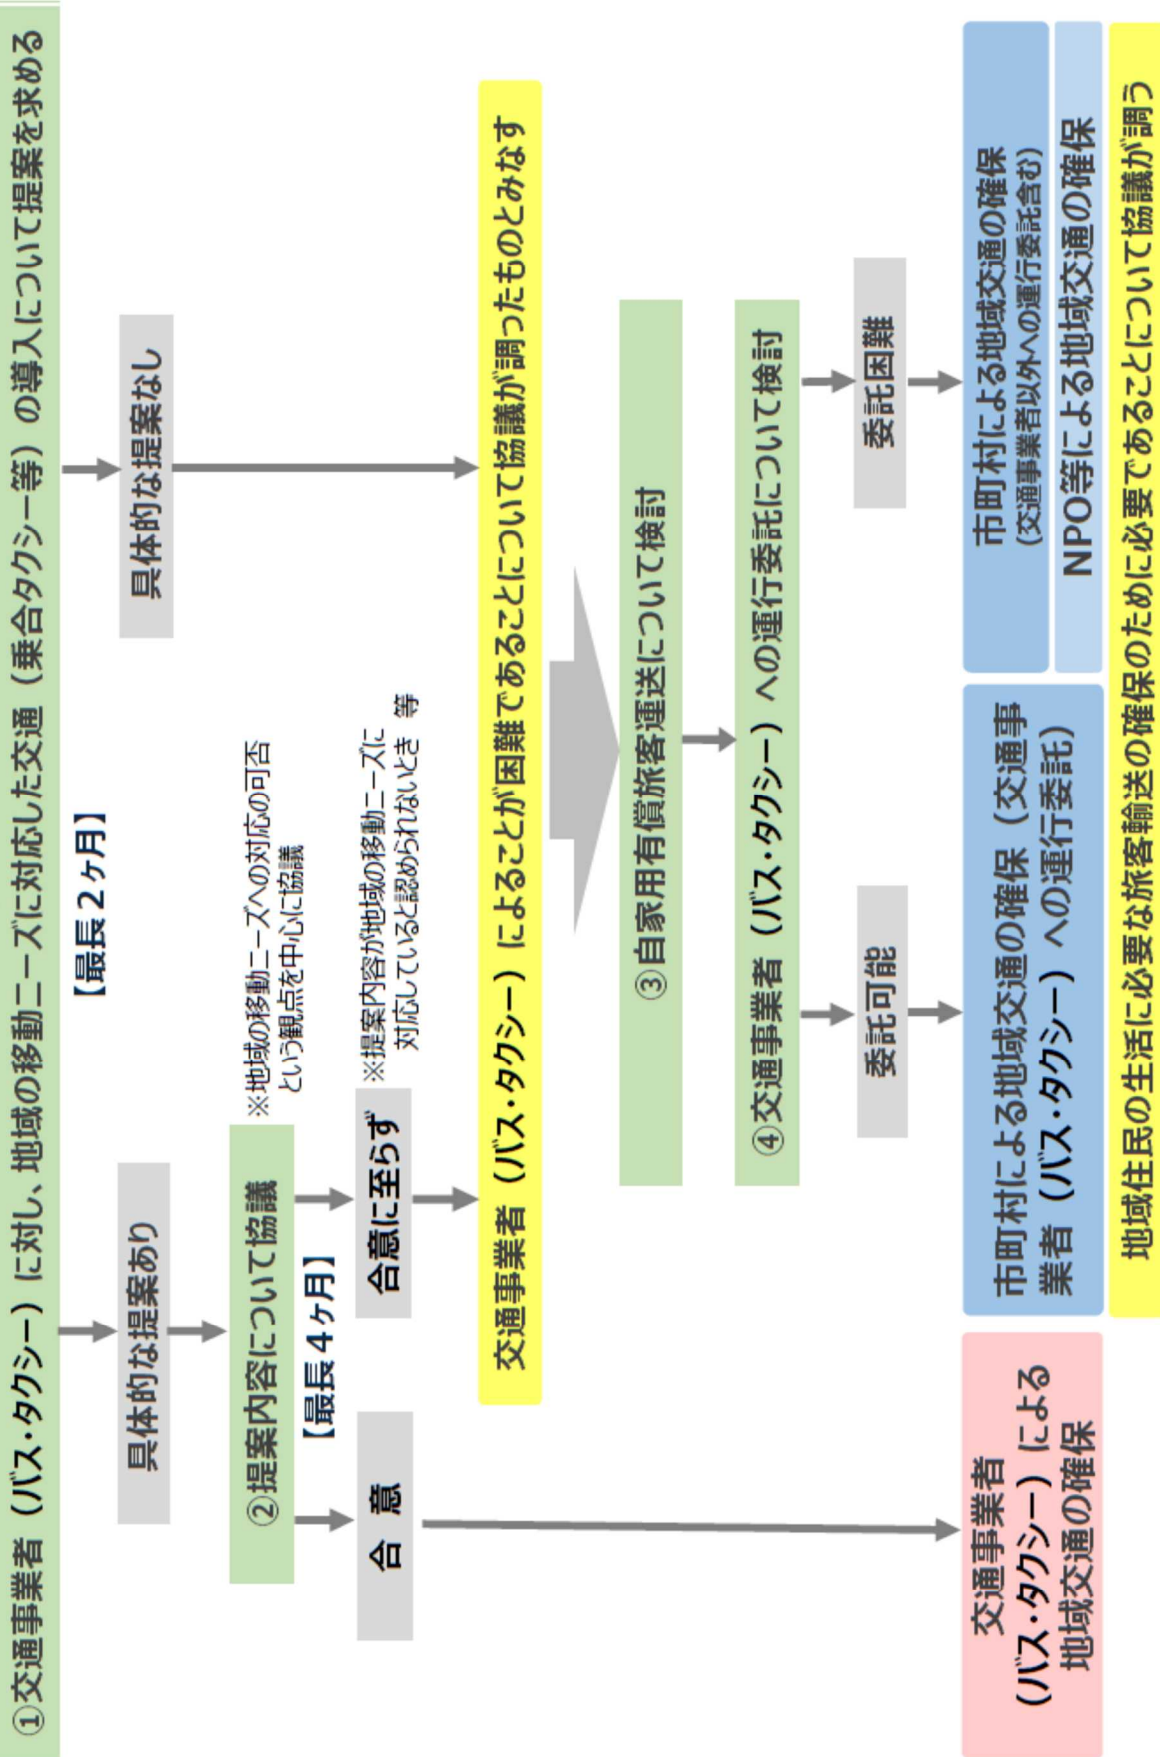 ①交通事業者（バス・タクシー）に対し、地域の移動ニーズに対応した交通（乗合タクシー等）の導入について提案を求める
【最長２ヶ月】
具体的な提案あり
具体的な提案なし
②提案内容について協議
※地域の移動ニーズへの対応の可否
という観点を中心に協議
【最長４ヶ月】
合　意
合意に至らず
※提案内容が地域の移動ニーズに
対応していると認められないとき　等
交通事業者（バス・タクシー）によることが困難であることについて協議が調ったものとみなす
③自家用有償旅客運送について検討
④交通事業者（バス・タクシー）への運行委託について検討
委託可能
委託困難
交通事業者
（バス・タクシー）による
地域交通の確保
市町村による地域交通の確保（交通事
業者（バス・タクシー）への運行委託）
市町村による地域交通の確保
（交通事業者以外への運行委託含む）
NPO等による地域交通の確保
地域住民の生活に必要な旅客輸送の確保のために必要であることについて協議が調う